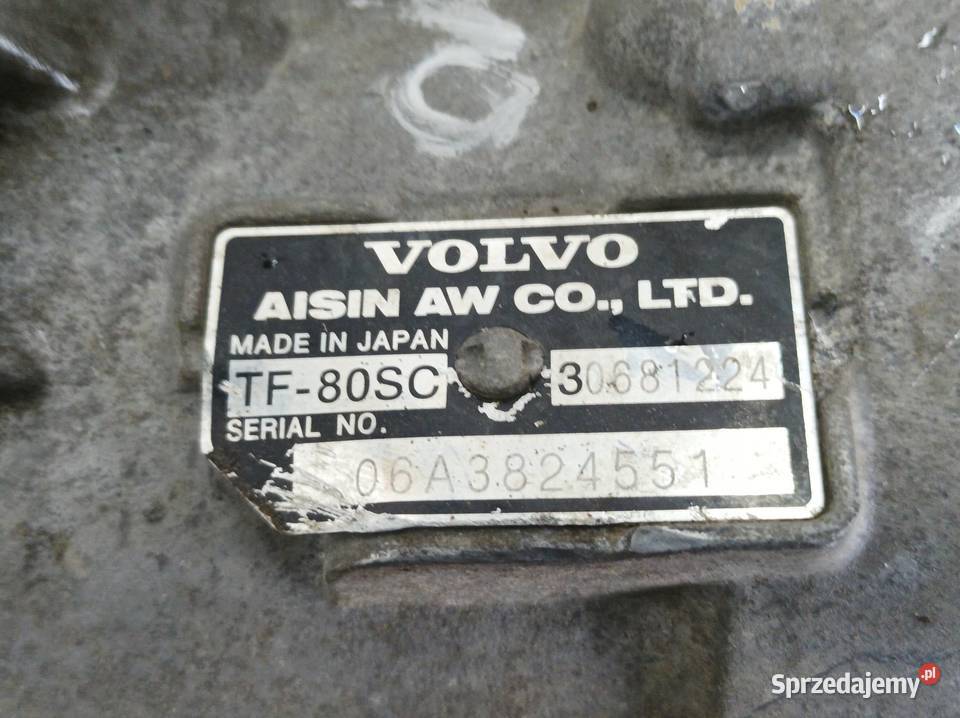 VOLVO
AISIN AW CO., LTD.
MADE IN JAPAN
TF-80SC 30681224
SERIAL NO.
06A3824551
Sprzedajemy.pl